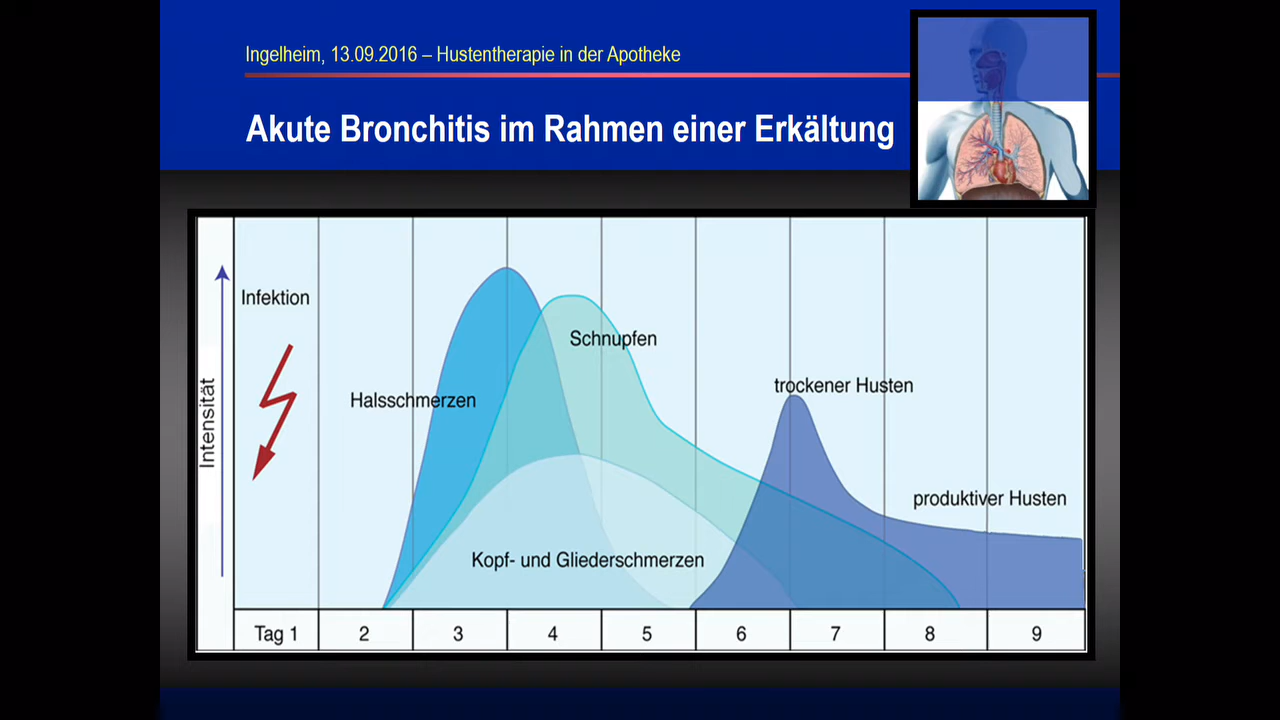 Ingelheim, 13.09.2016 – Hustentherapie in der Apotheke
Akute Bronchitis im Rahmen einer Erkältung
Intensität
Infektion
Halsschmerzen
Schnupfen
trockener Husten
produktiver Husten
Kopf- und Gliederschmerzen
Tag 1 2 3 4 5 6 7 8 9